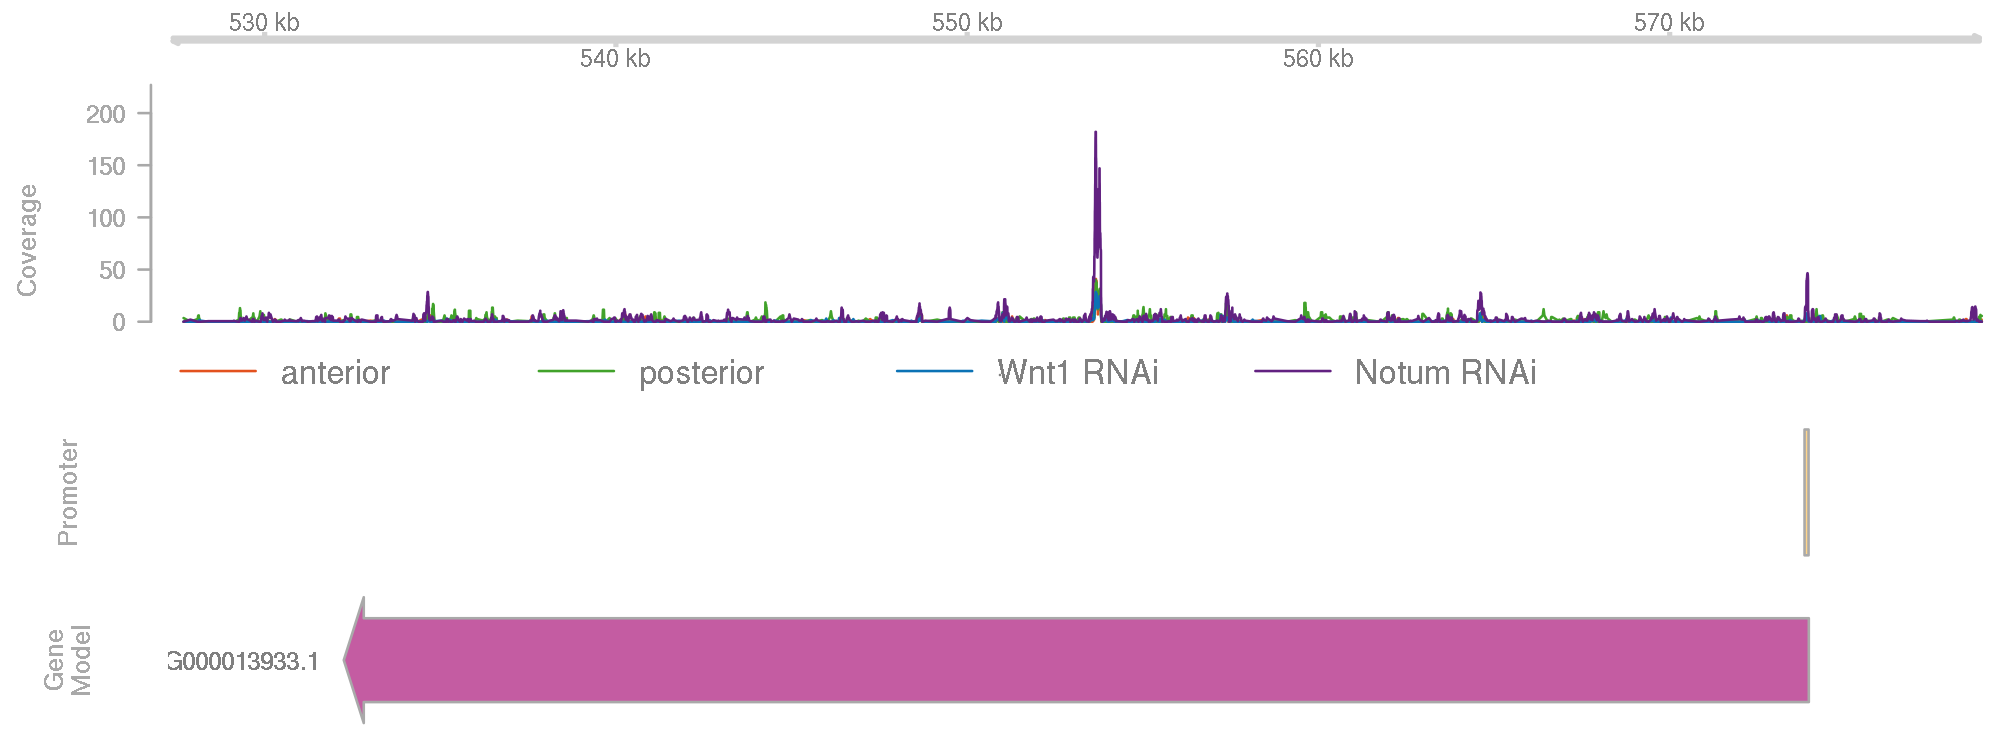 530 kb
550 kb
570 kb
540 kb
560 kb
Coverage
200
150
100
50
0
anterior posterior Wnt1 RNAi Notum RNAi
Promoter
Gene
Model
G000013933.1